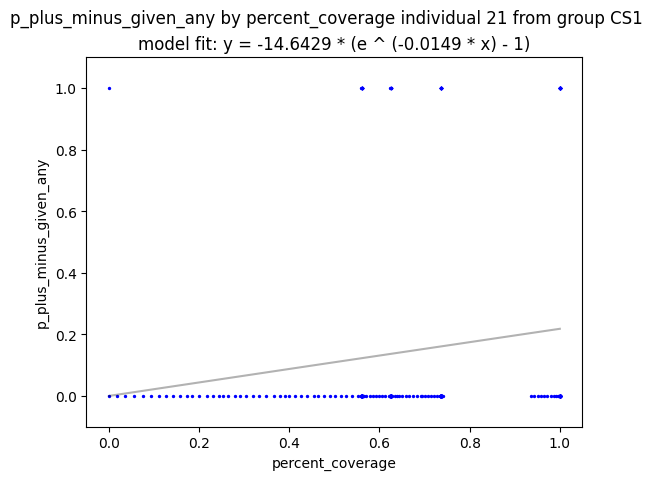 p_plus_minus_given_any by percent_coverage individual 21 from group CS1
model fit: y = -14.6429 * (e ^ (-0.0149 * x) - 1)
1.0
0.8
0.6
0.4
0.2
0.0
p_plus_minus_given_any
0.0 0.2 0.4 0.6 0.8 1.0
percent_coverage